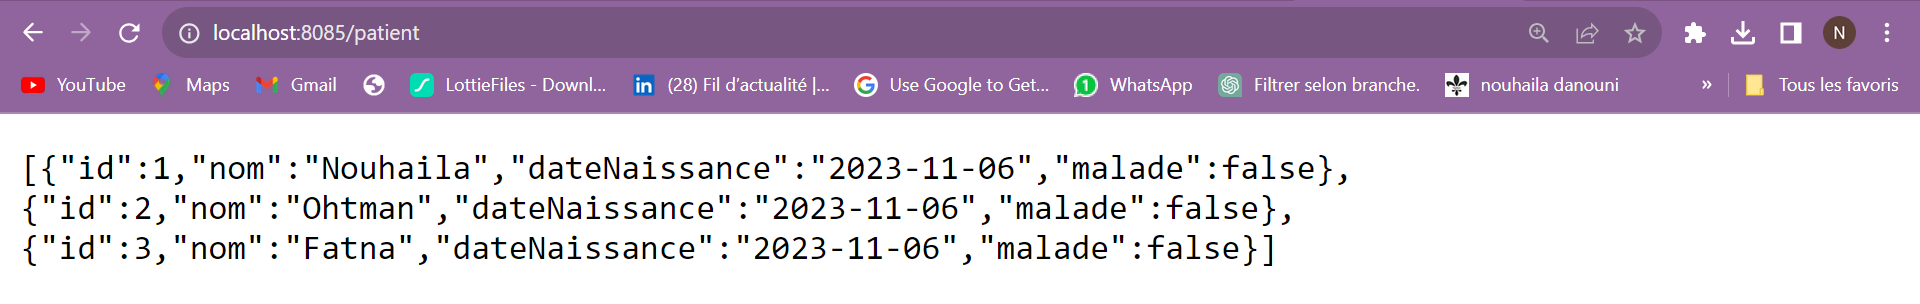 localhost:8085/patient
N
YouTube Maps Gmail LottieFiles - Downl... (28) Fil d'actualité |... Use Google to Get... 1 WhatsApp Filtrer selon branche. nouhaila danouni » Tous les favoris
[{"id":1,"nom":"Nouhaila","dateNaissance":"2023-11-06","malade":false},
{"id":2,"nom":"Ohtman","dateNaissance":"2023-11-06","malade":false},
{"id":3,"nom":"Fatna","dateNaissance":"2023-11-06","malade":false}]